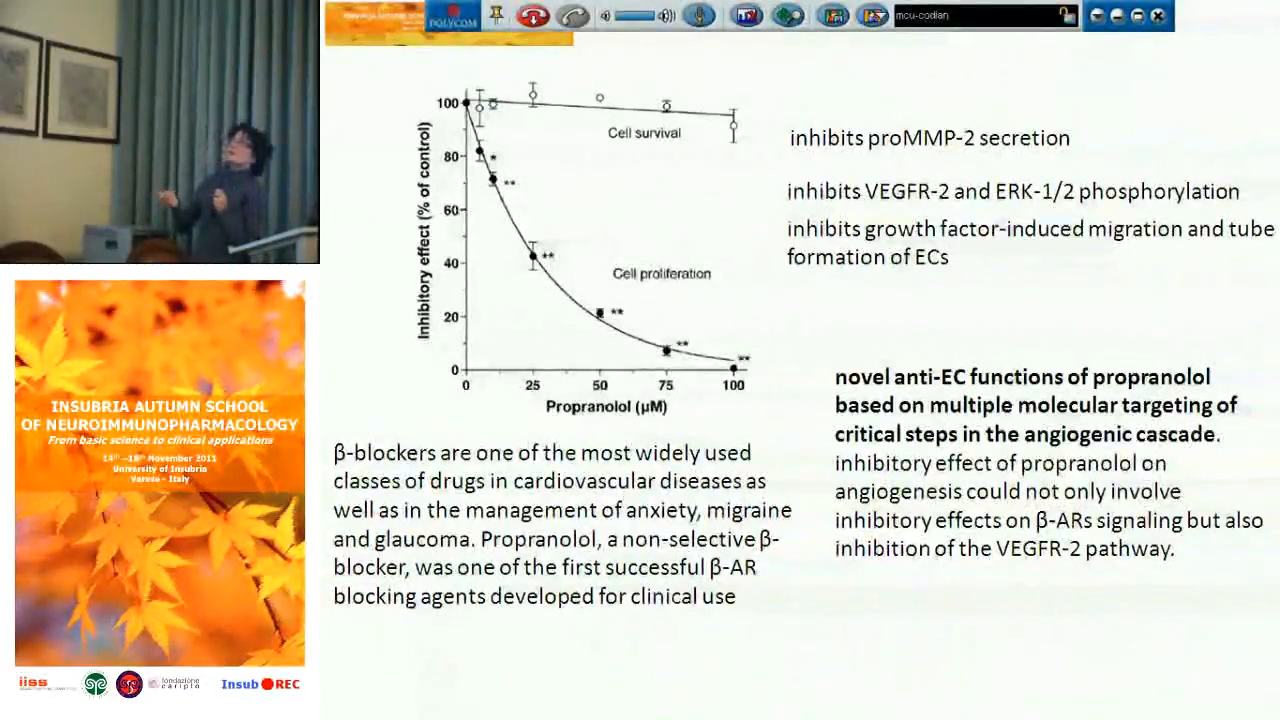 POLYCOM
mcu-codian
100
80
60
40
20
0
Inhibitory effect (% of control)
Cell survival
*
**
**
Cell proliferation
**
**
**
0
25
50
75
100
Propranolol (μM)
inhibits proMMP-2 secretion
inhibits VEGFR-2 and ERK-1/2 phosphorylation
inhibits growth factor-induced migration and tube
formation of ECs
novel anti-EC functions of propranolol
based on multiple molecular targeting of
critical steps in the angiogenic cascade.
inhibitory effect of propranolol on
angiogenesis could not only involve
inhibitory effects on β-ARs signaling but also
inhibition of the VEGFR-2 pathway.
β-blockers are one of the most widely used
classes of drugs in cardiovascular diseases as
well as in the management of anxiety, migraine
and glaucoma. Propranolol, a non-selective β-
blocker, was one of the first successful β-AR
blocking agents developed for clinical use
INSUBRIA AUTUMN SCHOOL
OF NEUROIMMUNOPHARMACOLOGY
From basic science to clinical applications
14th -18th November 2011
University of Insubria
Varese - Italy
iiss
fondazione
cariplo
Insub REC